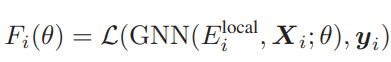 F_i(θ) = ℒ(GNN(E_i^local, X_i; θ), y_i)